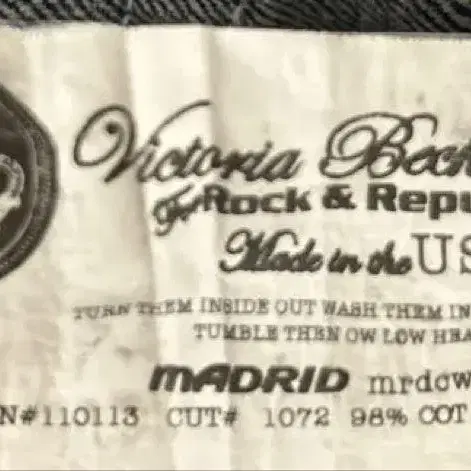 Victoria Beck
For Rock & Repu
Made in the US
TURN THEM INSIDE OUT WASH THEM IN
TUMBLE THEN OW LOW HEA
MADRID mrdcw
N#110113 CUT# 1072 98% COT